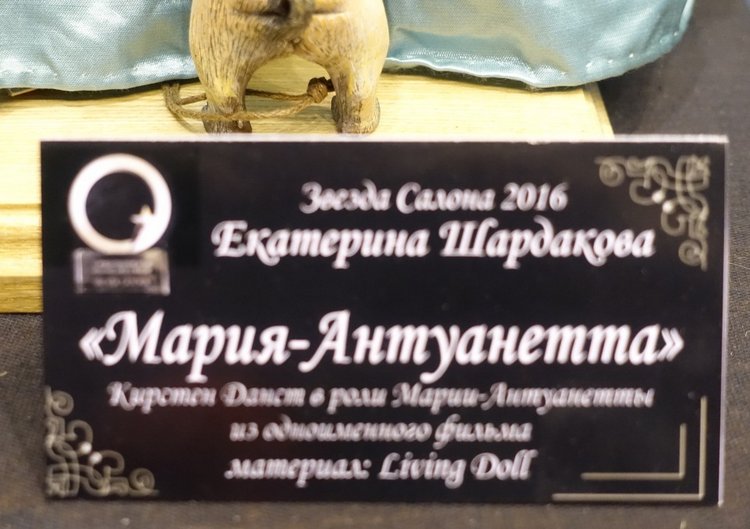 Звезда Салона 2016
Екатерина Шардакова
«Мария-Антуанетта»
Кирстен Данст в роли Марии-Антуанетты
из одноименного фильма
материал: Living Doll